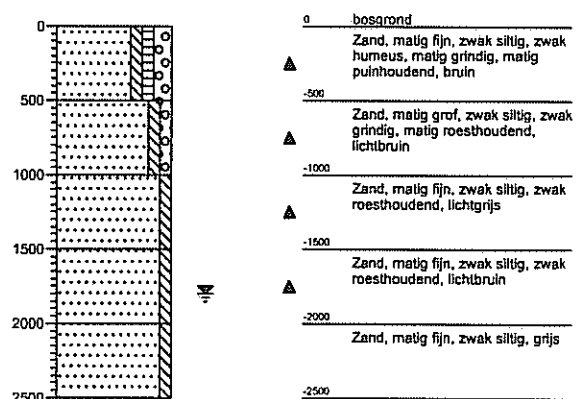 0
500
1000
1500
2000
2500
0 bosgrond
Zand, matig fijn, zwak siltig, zwak
humeus, matig grindig, matig
puinhoudend, bruin
-500
Zand, matig grof, zwak siltig, zwak
grindig, matig roesthoudend,
lichtbruin
-1000
Zand, matig fijn, zwak siltig, zwak
roesthoudend, lichtgrijs
-1500
Zand, matig fijn, zwak siltig, zwak
roesthoudend, lichtbruin
-2000
Zand, matig fijn, zwak siltig, grijs
-2500